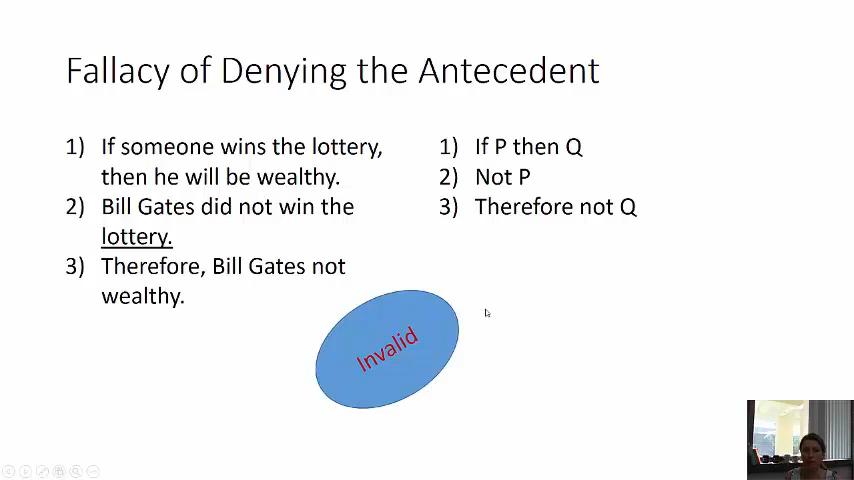 Fallacy of Denying the Antecedent
1) If someone wins the lottery,
then he will be wealthy.
2) Bill Gates did not win the
lottery.
3) Therefore, Bill Gates not
wealthy.
1) If P then Q
2) Not P
3) Therefore not Q
Invalid